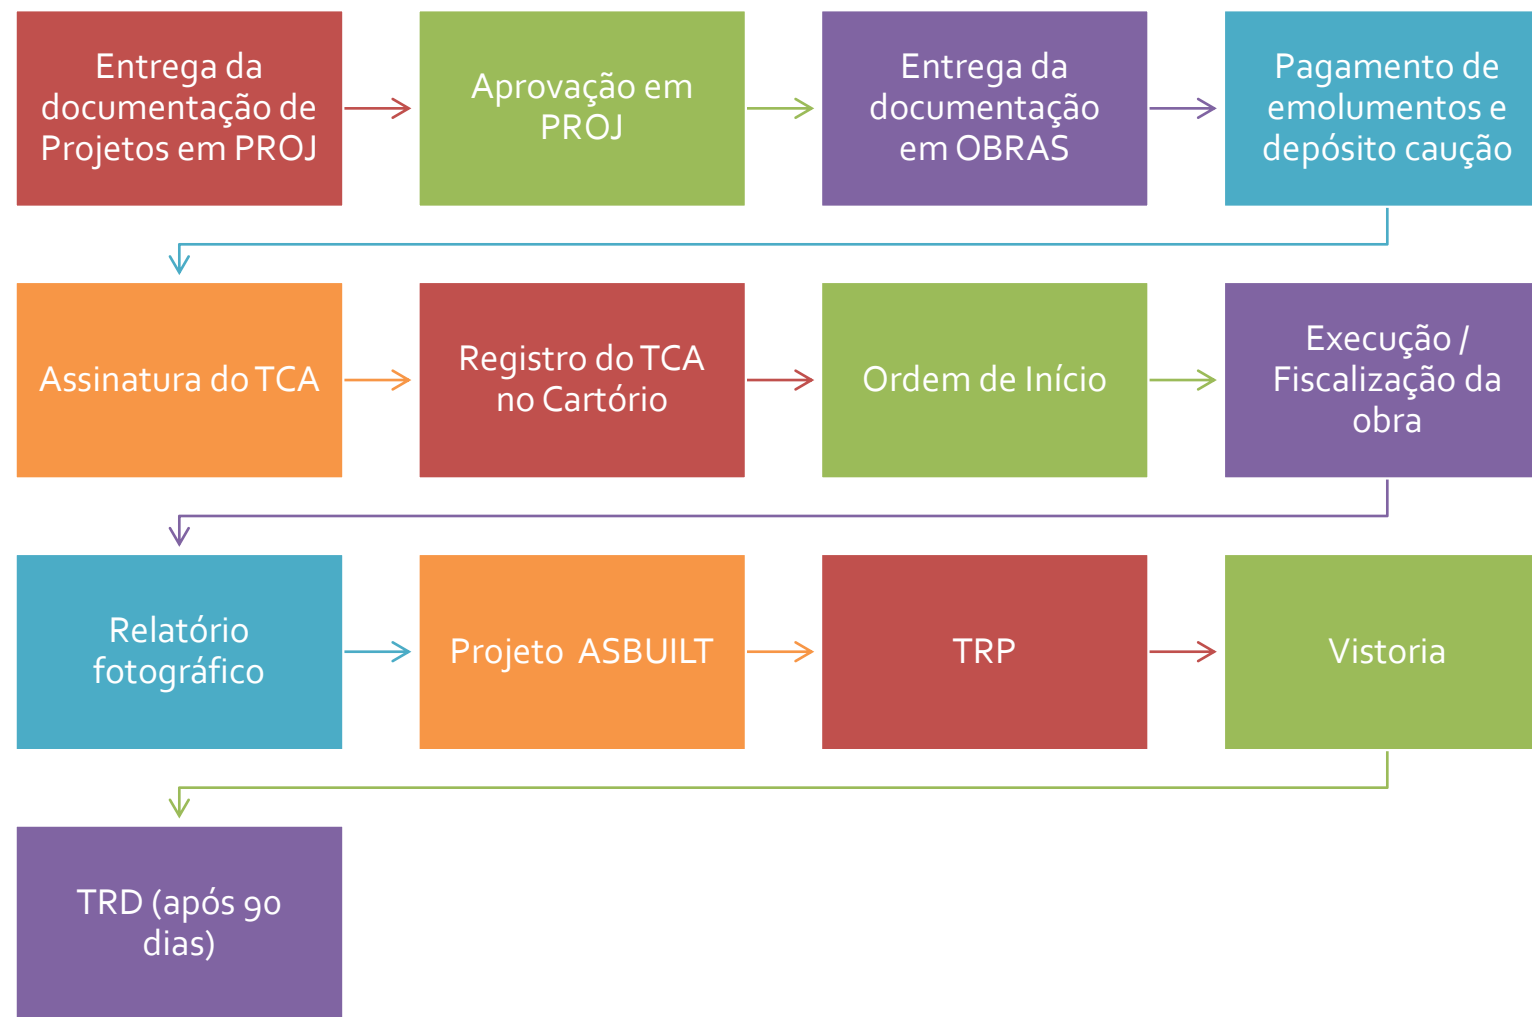 Entrega da
documentação de
Projetos em PROJ
Aprovação em
PROJ
Entrega da
documentação
em OBRAS
Pagamento de
emolumentos e
depósito caução
Assinatura do TCA
Registro do TCA
no Cartório
Ordem de Início
Execução /
Fiscalização da
obra
Relatório
fotográfico
Projeto ASBUILT
TRP
Vistoria
TRD (após 90
dias)